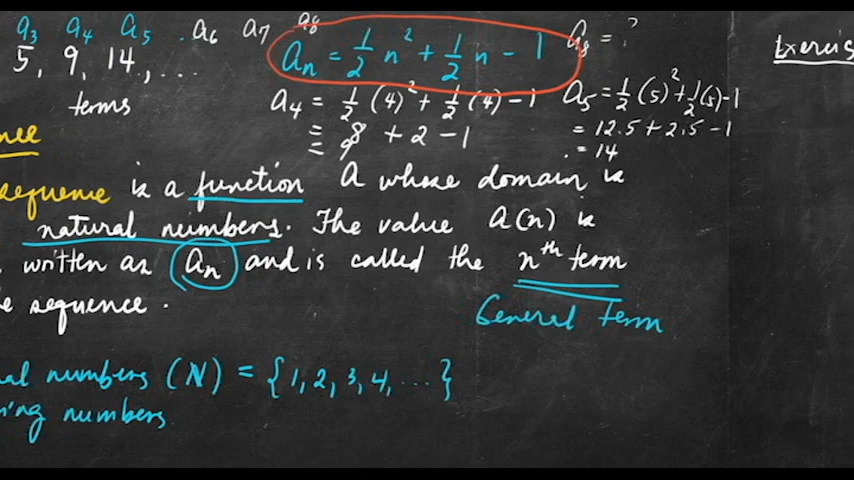 a₃ a₄ a₅ . a₆ a₇ a₈
5, 9, 14, ...
terms
aₙ = 1/2 n² + 1/2 n - 1
a₈ = ?
Exercis
a₄ = 1/2 (4)² + 1/2 (4) - 1
= 8 + 2 - 1
=
a₅ = 1/2 (5)² + 1/2 (5) - 1
= 12.5 + 2.5 - 1
= 14
nce
sequence is a function a whose domain is
natural numbers. The value a(n) is
written as aₙ and is called the nth term
e sequence.
General Term
al numbers (N) = {1, 2, 3, 4, ...}
ing numbers